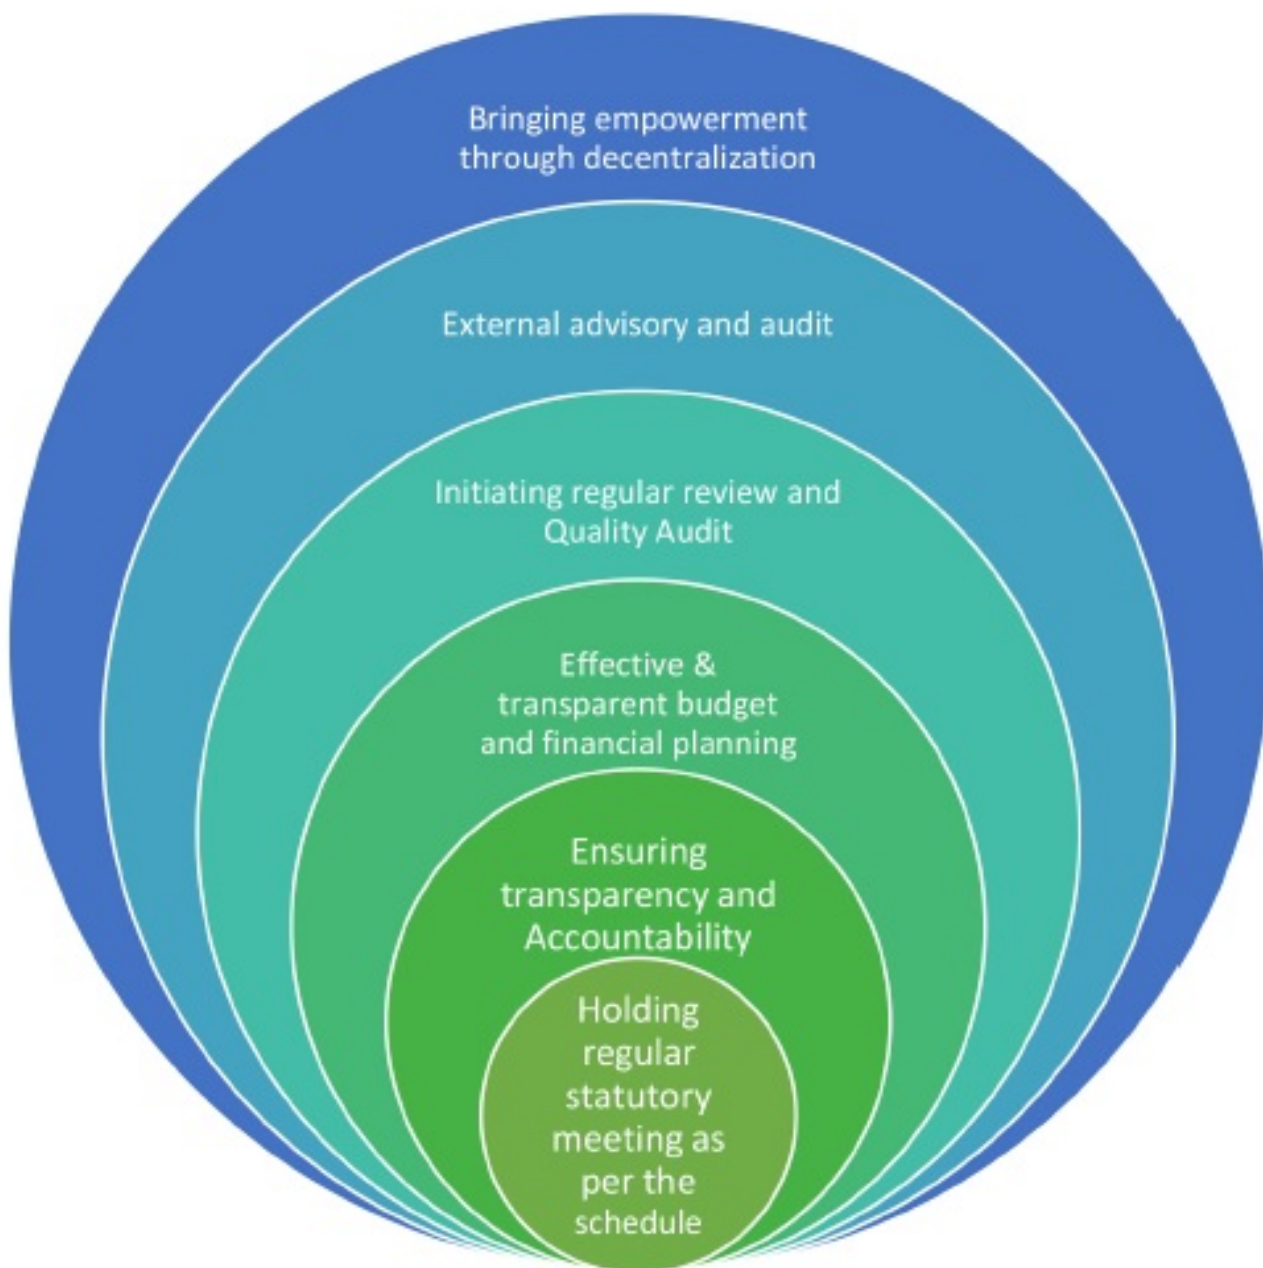 Bringing empowerment
through decentralization
External advisory and audit
Initiating regular review and
Quality Audit
Effective &
transparent budget
and financial planning
Ensuring
transparency and
Accountability
Holding
regular
statutory
meeting as
per the
schedule